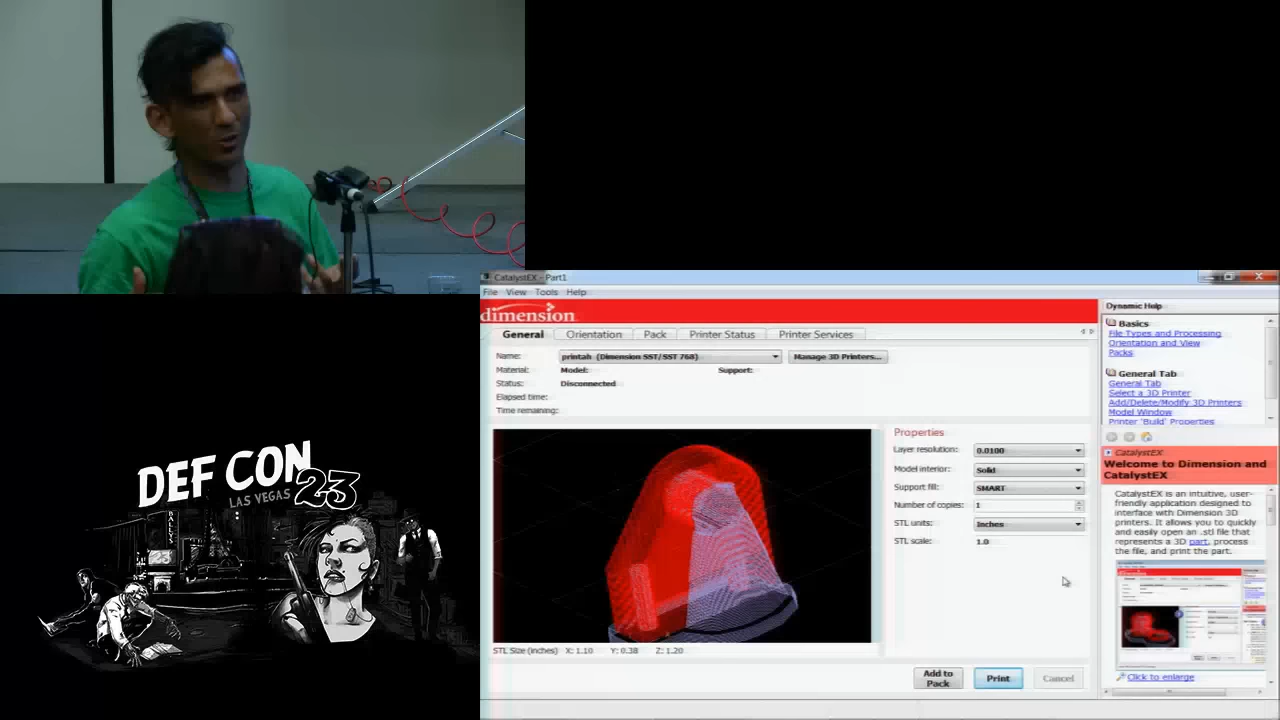 CatalystEX - Part1
File View Tools Help
dimension
General Orientation Pack Printer Status Printer Services
Name: printah (Dimension SST/SST 768) Manage 3D Printers...
Material: Model: Support:
Status: Disconnected
Elapsed time:
Time remaining:
Properties
Layer resolution: 0.0100
Model interior: Solid
Support fill: SMART
Number of copies: 1
STL units: Inches
STL scale: 1.0
STL Size (inches) X: 1.10 Y: 0.38 Z: 1.20
Add to Pack
Print
Cancel
Dynamic Help
Basics
File Types and Processing
Orientation and View
Packs
General Tab
General Tab
Select a 3D Printer
Add/Delete/Modify 3D Printers
Model Window
Printer 'Build' Properties
CatalystEX
Welcome to Dimension and
CatalystEX
CatalystEX is an intuitive, user-
friendly application designed to
interface with Dimension 3D
printers. It allows you to quickly
and easily open an .stl file that
represents a 3D part, process
the file, and print the part.
Click to enlarge
DEF CON
LAS VEGAS 23
BALLY'S